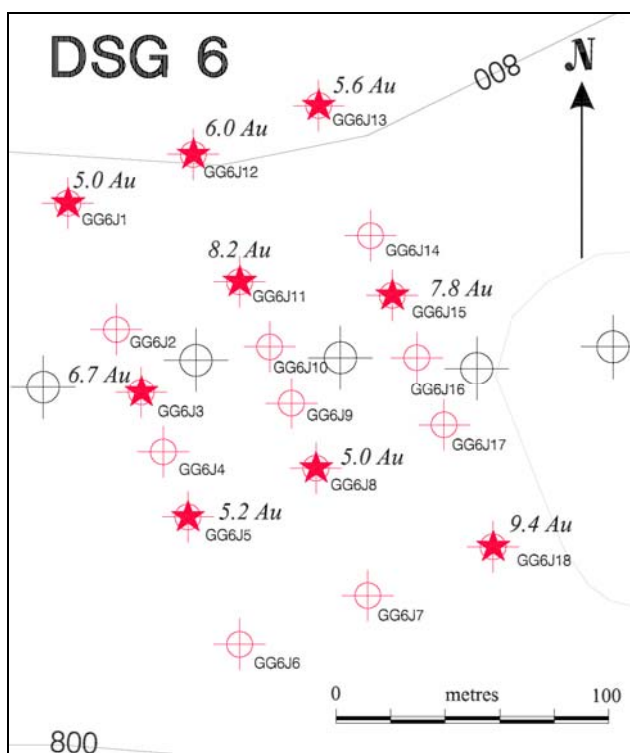 DSG 6
N
008
5.6 Au
GG6J13
6.0 Au
GG6J12
5.0 Au
GG6J1
GG6J14
8.2 Au
GG6J11
7.8 Au
GG6J15
GG6J2
GG6J10
GG6J16
6.7 Au
GG6J3
GG6J9
GG6J17
GG6J4
5.0 Au
GG6J8
5.2 Au
GG6J5
9.4 Au
GG6J18
GG6J7
GG6J6
0 metres 100
800